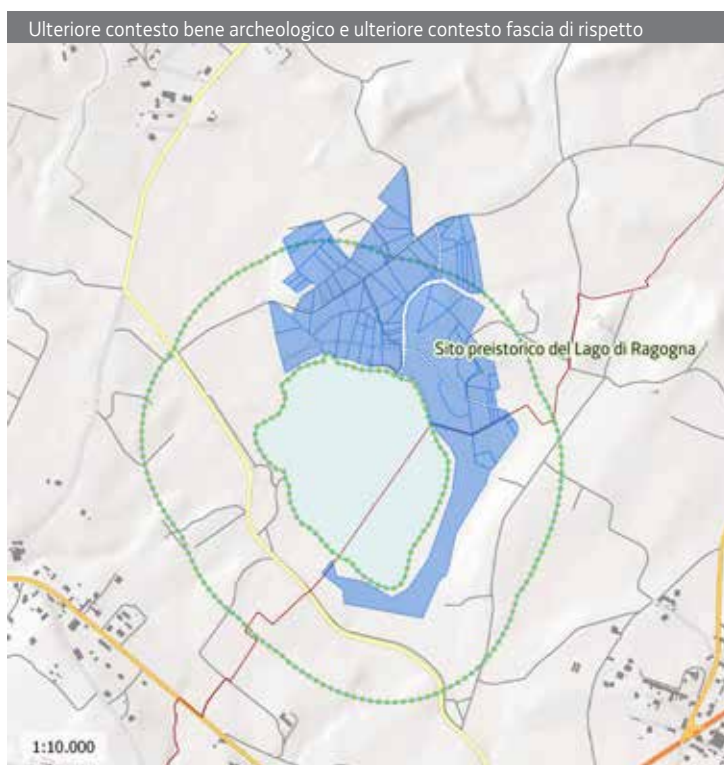 Ulteriore contesto bene archeologico e ulteriore contesto fascia di rispetto
Sito preistorico del Lago di Ragogna
1:10.000